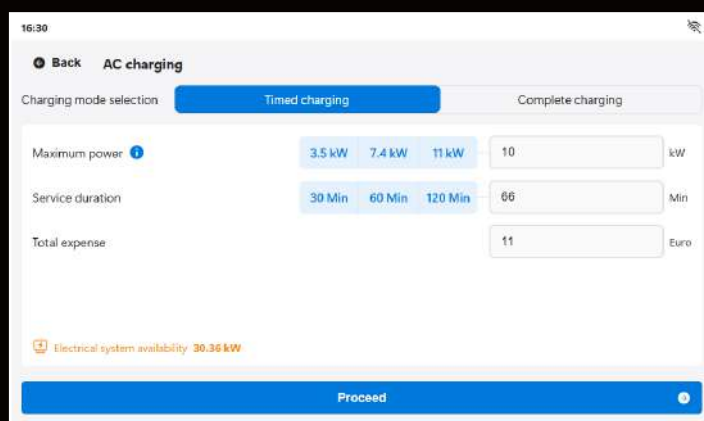 16:30
Back AC charging
Charging mode selection Timed charging Complete charging
Maximum power 3.5 kW 7.4 kW 11 kW 10 kW
Service duration 30 Min 60 Min 120 Min 66 Min
Total expense 11 Euro
Electrical system availability 30.36 kW
Proceed